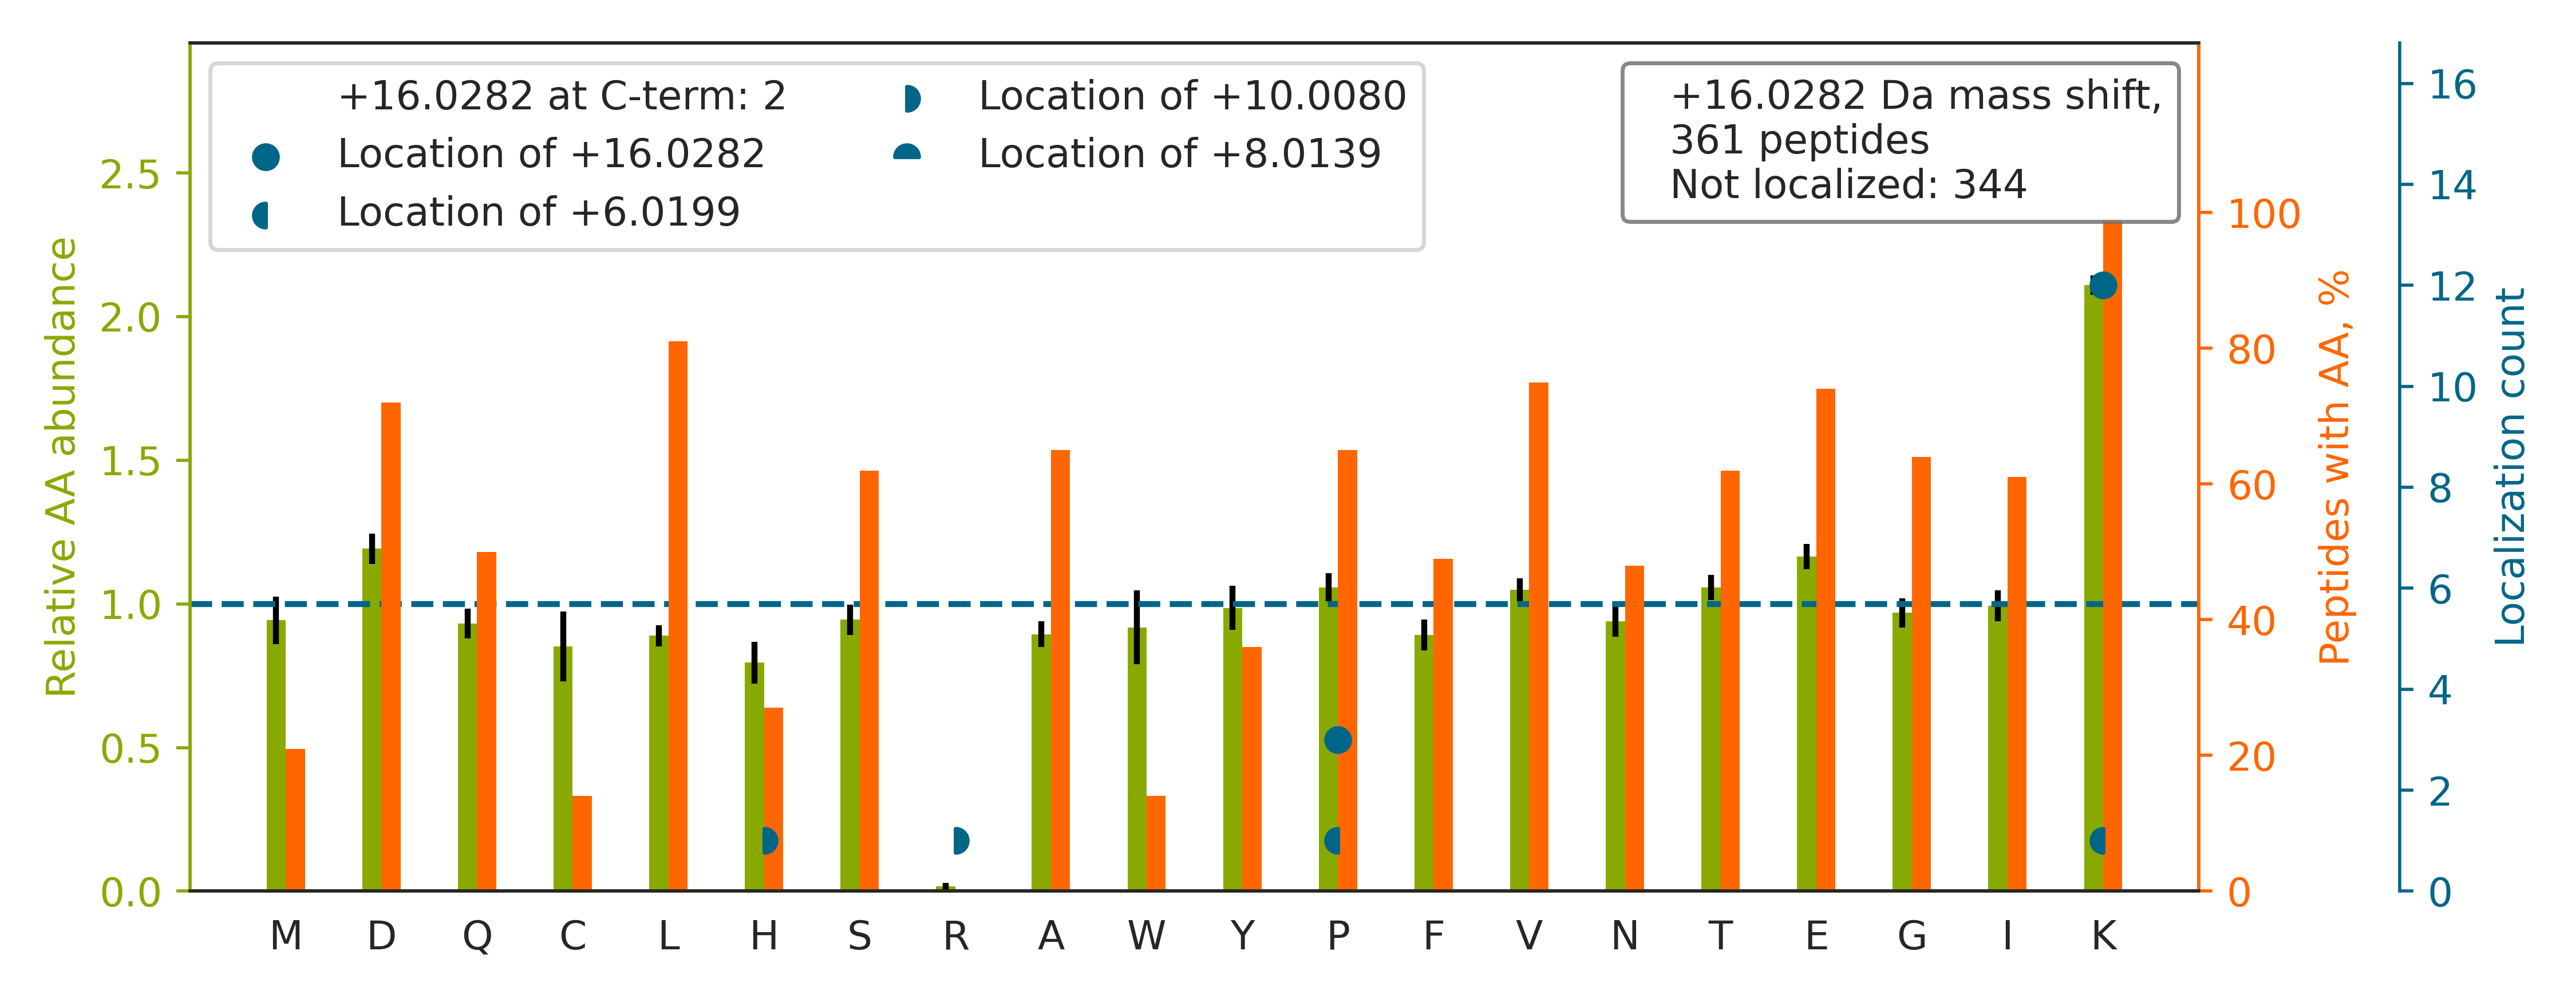 +16.0282 at C-term: 2
Location of +16.0282
Location of +6.0199
Location of +10.0080
Location of +8.0139
+16.0282 Da mass shift,
361 peptides
Not localized: 344
Relative AA abundance
2.5
2.0
1.5
1.0
0.5
0.0
Peptides with AA, %
100
80
60
40
20
0
Localization count
16
14
12
10
8
6
4
2
0
M D Q C L H S R A W Y P F V N T E G I K